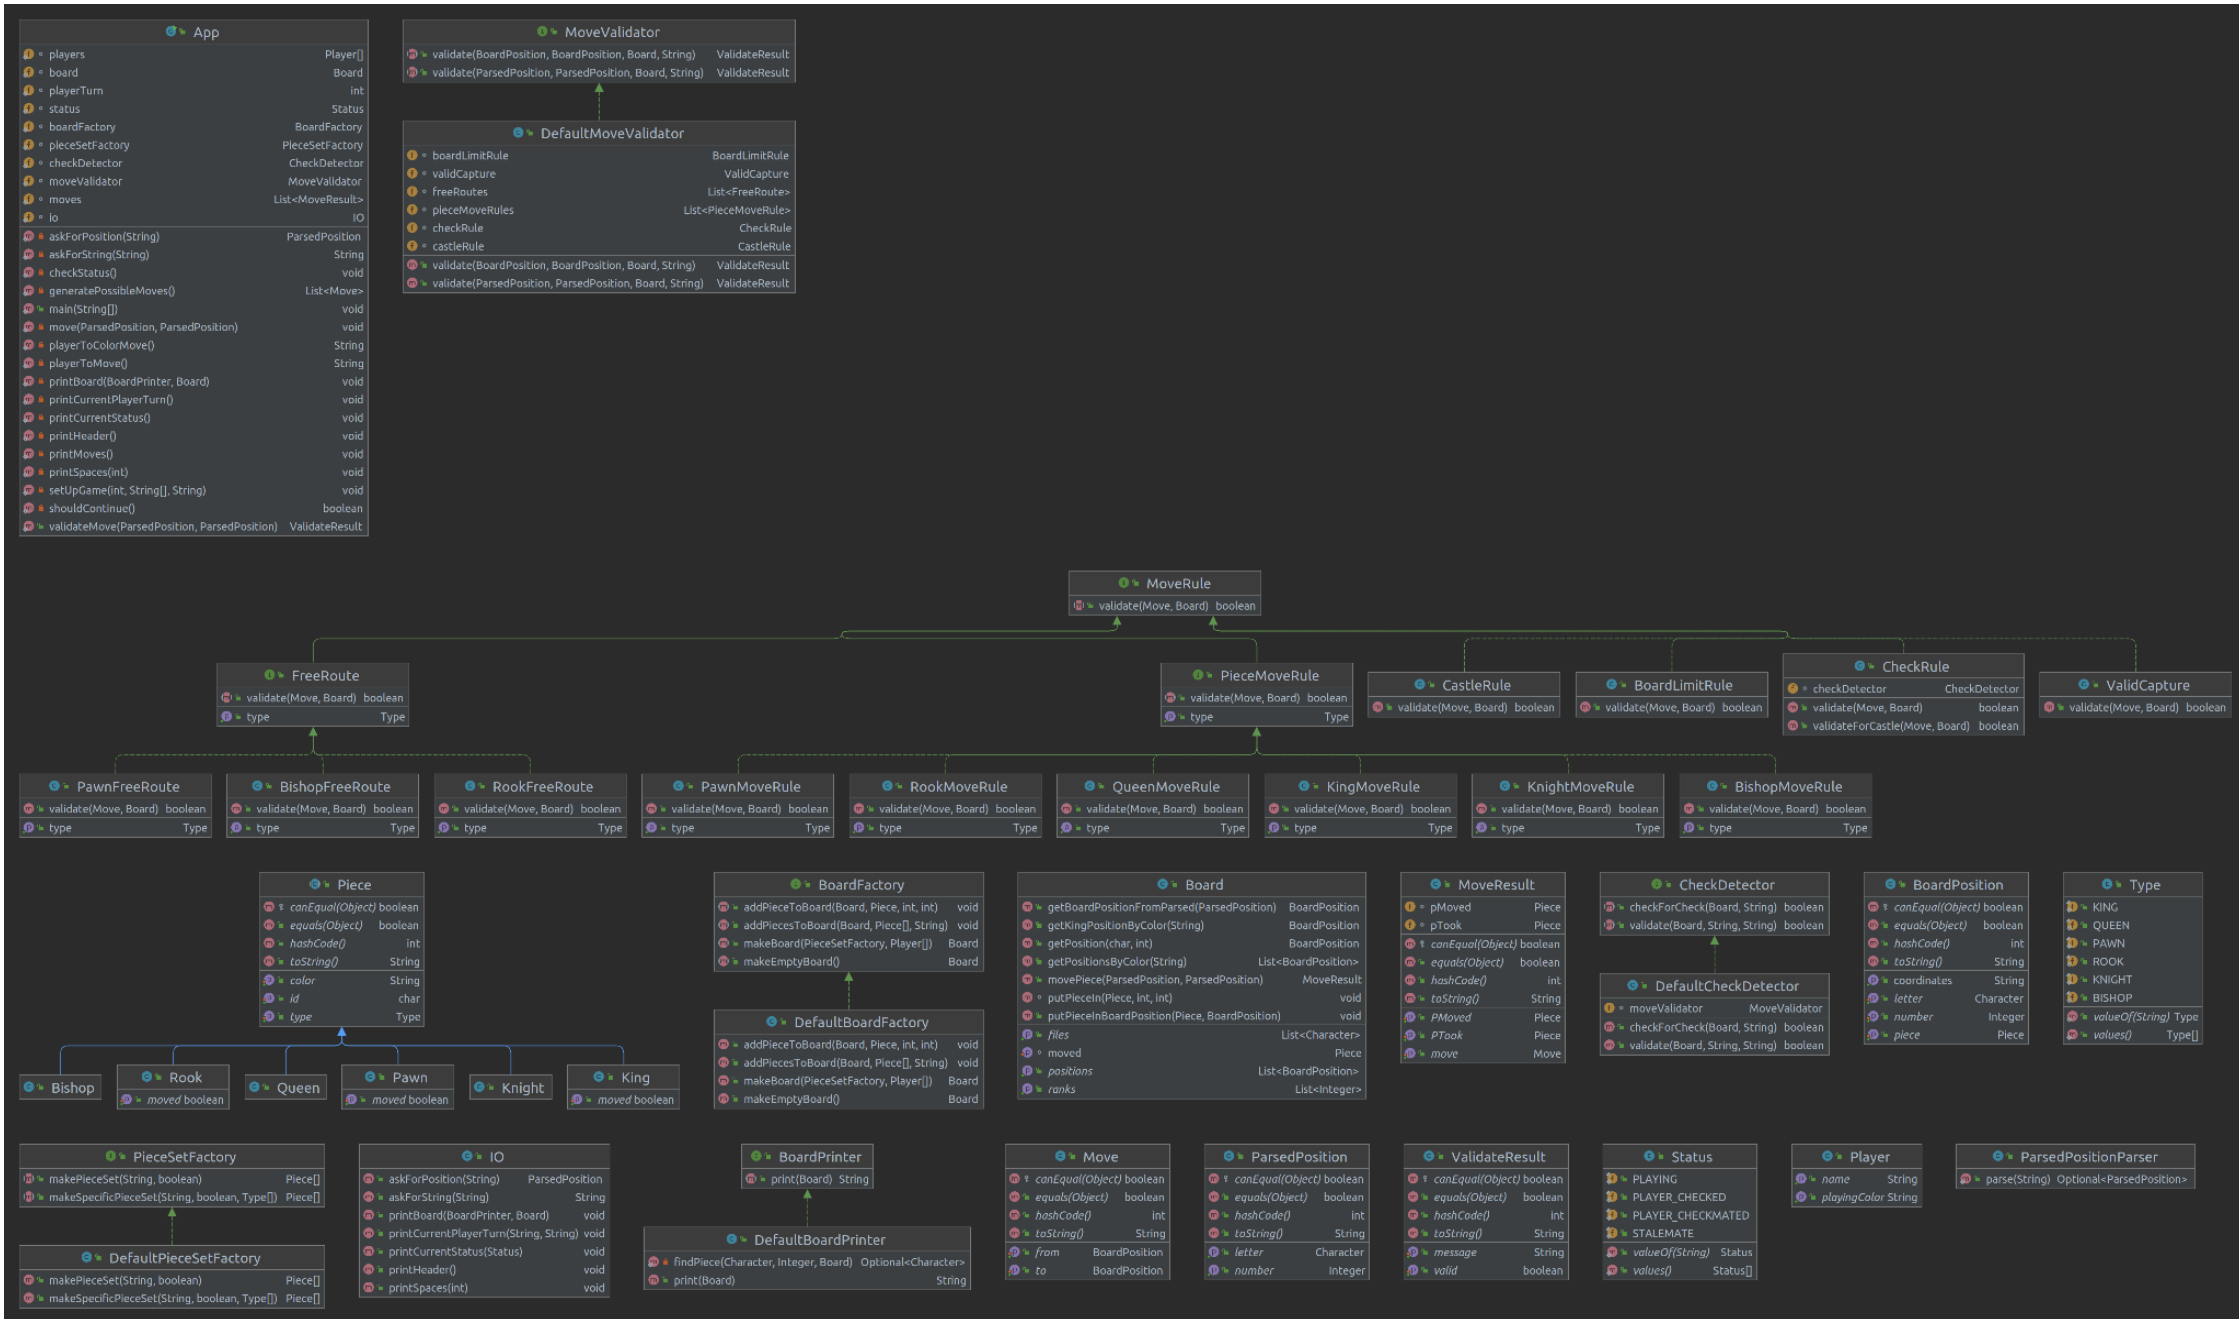 App
players Player[]
board Board
playerTurn int
status Status
boardFactory BoardFactory
pieceSetFactory PieceSetFactory
checkDetector CheckDetector
moveValidator MoveValidator
moves List<MoveResult>
io IO
askForPosition(String) ParsedPosition
askForString(String) String
checkStatus() void
generatePossibleMoves() List<Move>
main(String[]) void
move(ParsedPosition, ParsedPosition) void
playerToColorMove() String
playerToMove() String
printBoard(BoardPrinter, Board) void
printCurrentPlayerTurn() void
printCurrentStatus() void
printHeader() void
printMoves() void
printSpaces(int) void
setUpGame(int, String[], String) void
shouldContinue() boolean
validateMove(ParsedPosition, ParsedPosition) ValidateResult
MoveValidator
validate(BoardPosition, BoardPosition, Board, String) ValidateResult
validate(ParsedPosition, ParsedPosition, Board, String) ValidateResult
DefaultMoveValidator
boardLimitRule BoardLimitRule
validCapture ValidCapture
freeRoutes List<FreeRoute>
pieceMoveRules List<PieceMoveRule>
checkRule CheckRule
castleRule CastleRule
validate(BoardPosition, BoardPosition, Board, String) ValidateResult
validate(ParsedPosition, ParsedPosition, Board, String) ValidateResult
MoveRule
validate(Move, Board) boolean
FreeRoute
validate(Move, Board) boolean
type Type
PieceMoveRule
validate(Move, Board) boolean
type Type
CastleRule
validate(Move, Board) boolean
BoardLimitRule
validate(Move, Board) boolean
CheckRule
checkDetector CheckDetector
validate(Move, Board) boolean
validateForCastle(Move, Board) boolean
ValidCapture
validate(Move, Board) boolean
PawnFreeRoute
validate(Move, Board) boolean
type Type
BishopFreeRoute
validate(Move, Board) boolean
type Type
RookFreeRoute
validate(Move, Board) boolean
type Type
PawnMoveRule
validate(Move, Board) boolean
type Type
RookMoveRule
validate(Move, Board) boolean
type Type
QueenMoveRule
validate(Move, Board) boolean
type Type
KingMoveRule
validate(Move, Board) boolean
type Type
KnightMoveRule
validate(Move, Board) boolean
type Type
BishopMoveRule
validate(Move, Board) boolean
type Type
Piece
canEqual(Object) boolean
equals(Object) boolean
hashCode() int
toString() String
color String
id char
type Type
Bishop
Rook
moved boolean
Queen
Pawn
moved boolean
Knight
King
moved boolean
BoardFactory
addPieceToBoard(Board, Piece, int, int) void
addPiecesToBoard(Board, Piece[], String) void
makeBoard(PieceSetFactory, Player[]) Board
makeEmptyBoard() Board
DefaultBoardFactory
addPieceToBoard(Board, Piece, int, int) void
addPiecesToBoard(Board, Piece[], String) void
makeBoard(PieceSetFactory, Player[]) Board
makeEmptyBoard() Board
Board
getBoardPositionFromParsed(ParsedPosition) BoardPosition
getKingPositionByColor(String) BoardPosition
getPosition(char, int) BoardPosition
getPositionsByColor(String) List<BoardPosition>
movePiece(ParsedPosition, ParsedPosition) MoveResult
putPieceIn(Piece, int, int) void
putPieceInBoardPosition(Piece, BoardPosition) void
files List<Character>
moved Piece
positions List<BoardPosition>
ranks List<Integer>
MoveResult
pMoved Piece
pTook Piece
canEqual(Object) boolean
equals(Object) boolean
hashCode() int
toString() String
PMoved Piece
PTook Piece
move Move
CheckDetector
checkForCheck(Board, String) boolean
validate(Board, String, String) boolean
DefaultCheckDetector
moveValidator MoveValidator
checkForCheck(Board, String) boolean
validate(Board, String, String) boolean
BoardPosition
canEqual(Object) boolean
equals(Object) boolean
hashCode() int
toString() String
coordinates String
letter Character
number Integer
piece Piece
Type
KING
QUEEN
PAWN
ROOK
KNIGHT
BISHOP
valueOf(String) Type
values() Type[]
PieceSetFactory
makePieceSet(String, boolean) Piece[]
makeSpecificPieceSet(String, boolean, Type[]) Piece[]
DefaultPieceSetFactory
makePieceSet(String, boolean) Piece[]
makeSpecificPieceSet(String, boolean, Type[]) Piece[]
IO
askForPosition(String) ParsedPosition
askForString(String) String
printBoard(BoardPrinter, Board) void
printCurrentPlayerTurn(String, String) void
printCurrentStatus(Status) void
printHeader() void
printSpaces(int) void
BoardPrinter
print(Board) String
DefaultBoardPrinter
findPiece(Character, Integer, Board) Optional<Character>
print(Board) String
Move
canEqual(Object) boolean
equals(Object) boolean
hashCode() int
toString() String
from BoardPosition
to BoardPosition
ParsedPosition
canEqual(Object) boolean
equals(Object) boolean
hashCode() int
toString() String
letter Character
number Integer
ValidateResult
canEqual(Object) boolean
equals(Object) boolean
hashCode() int
toString() String
message String
valid boolean
Status
PLAYING
PLAYER_CHECKED
PLAYER_CHECKMATED
STALEMATE
valueOf(String) Status
values() Status[]
Player
name String
playingColor String
ParsedPositionParser
parse(String) Optional<ParsedPosition>